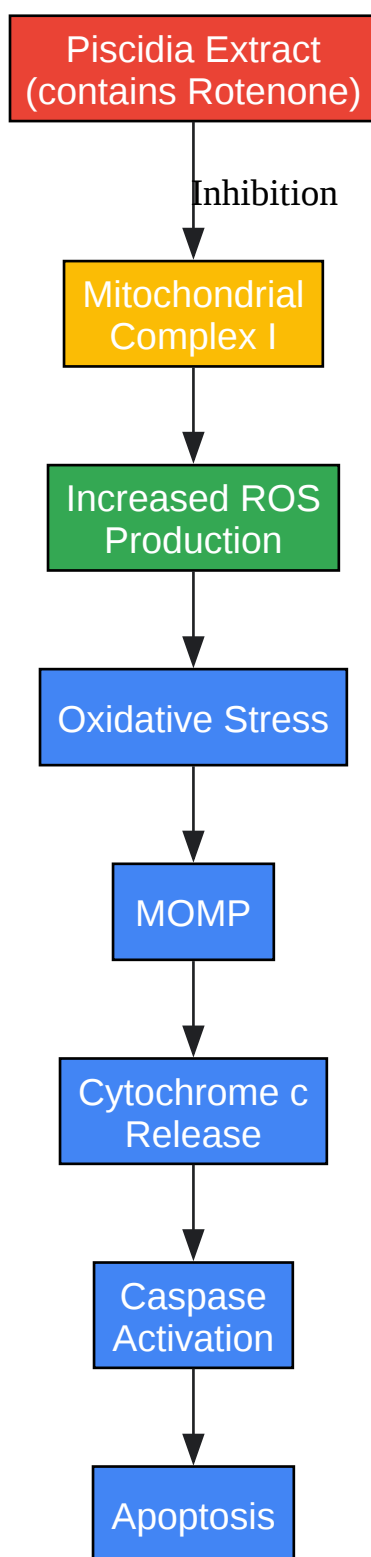 Piscidia Extract
(contains Rotenone)
Inhibition
Mitochondrial
Complex I
Increased ROS
Production
Oxidative Stress
MOMP
Cytochrome c
Release
Caspase
Activation
Apoptosis